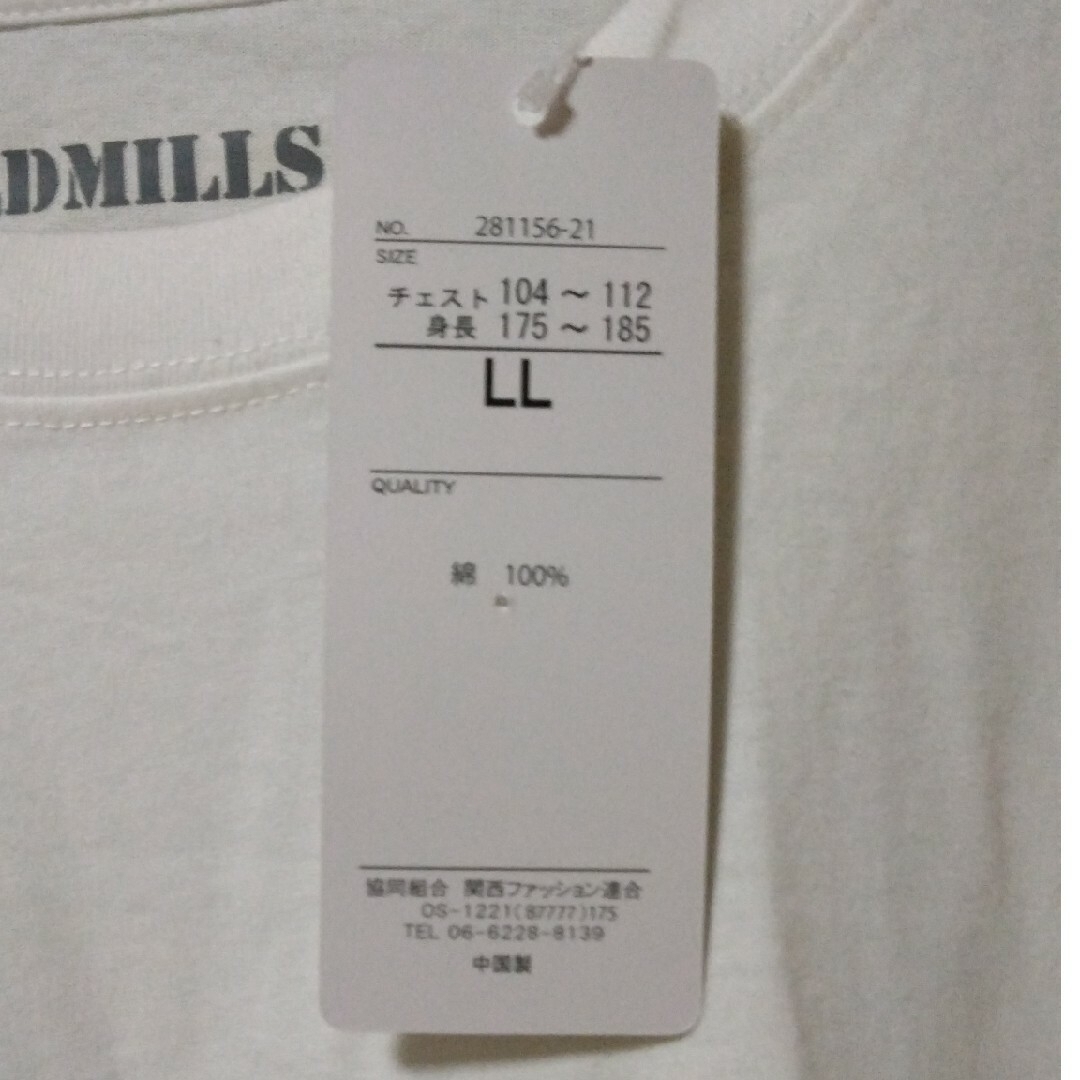 DMILLS
NO. 281156-21
SIZE
チェスト 104 ～ 112
身長 175 ～ 185
LL
QUALITY
綿 100%
協同組合 関西ファッション連合
OS-1221(87777)175
TEL 06-6228-8139
中国製